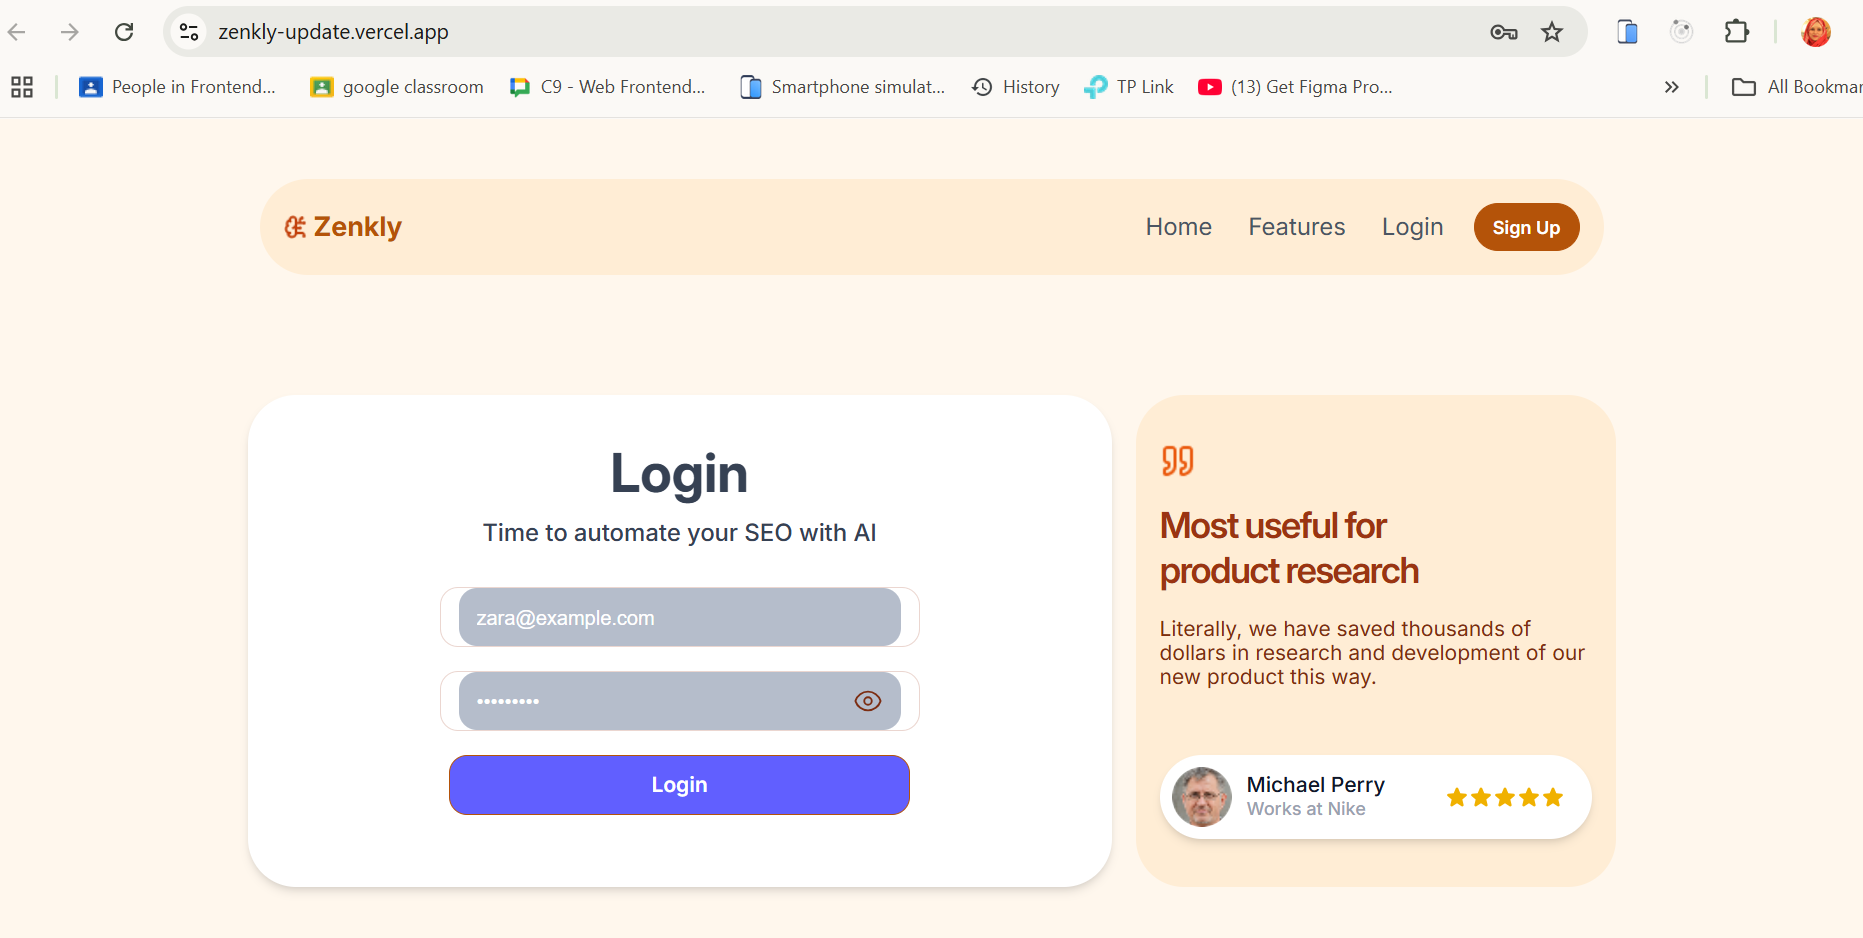 zenkly-update.vercel.app
People in Frontend...
google classroom
C9 - Web Frontend...
Smartphone simulat...
History
TP Link
(13) Get Figma Pro...
All Bookmar
Zenkly
Home
Features
Login
Sign Up
Login
Time to automate your SEO with AI
zara@example.com
•••••••••
Login
Most useful for
product research
Literally, we have saved thousands of
dollars in research and development of our
new product this way.
Michael Perry
Works at Nike